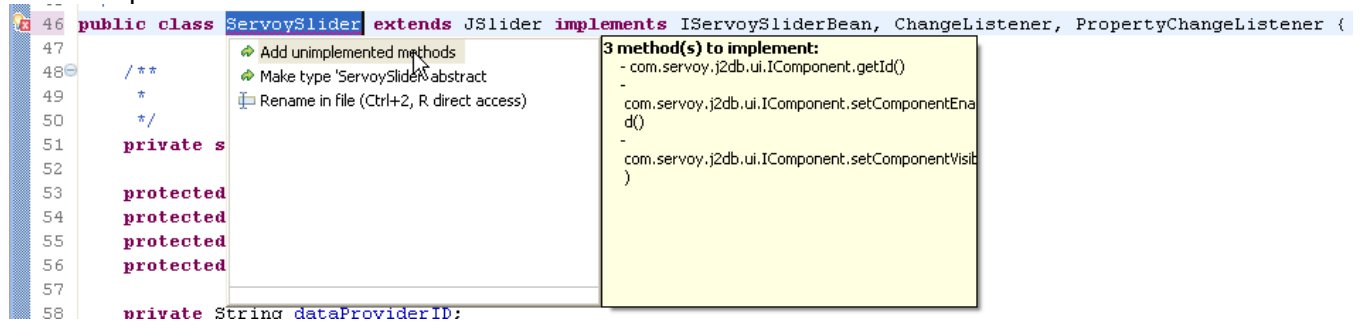 46 public class ServoySlider extends JSlider implements IServoySliderBean, ChangeListener, PropertyChangeListener {
47
48 /**
49 *
50 */
51 private s
52
53 protected
54 protected
55 protected
56 protected
57
58 private String dataProviderID;
Add unimplemented methods
Make type 'ServoySlider' abstract
Rename in file (Ctrl+2, R direct access)
3 method(s) to implement:
- com.servoy.j2db.ui.IComponent.getId()
-
com.servoy.j2db.ui.IComponent.setComponentEna
d()
-
com.servoy.j2db.ui.IComponent.setComponentVisib
)